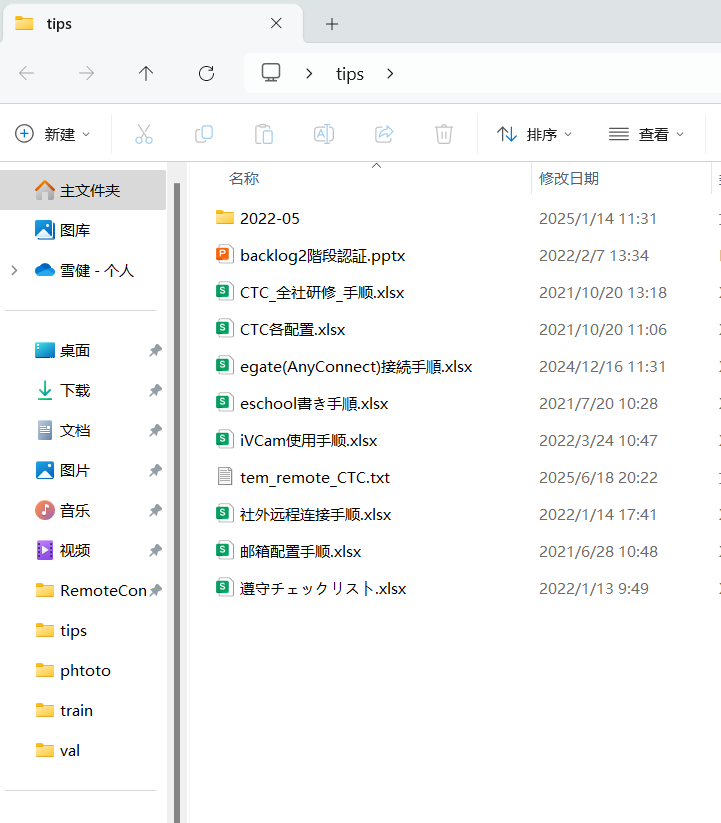 tips
tips
新建
排序
查看
主文件夹
图库
雪健 - 个人
桌面
下载
文档
图片
音乐
视频
RemoteCon
tips
phtoto
train
val
名称 修改日期
2022-05 2025/1/14 11:31
backlog2階段認証.pptx 2022/2/7 13:34
CTC_全社研修_手順.xlsx 2021/10/20 13:18
CTC各配置.xlsx 2021/10/20 11:06
egate(AnyConnect)接続手順.xlsx 2024/12/16 11:31
eschool書き手順.xlsx 2021/7/20 10:28
iVCam使用手顺.xlsx 2022/3/24 10:47
tem_remote_CTC.txt 2025/6/18 20:22
社外远程连接手顺.xlsx 2022/1/14 17:41
邮箱配置手顺.xlsx 2021/6/28 10:48
遵守チェックリスト.xlsx 2022/1/13 9:49